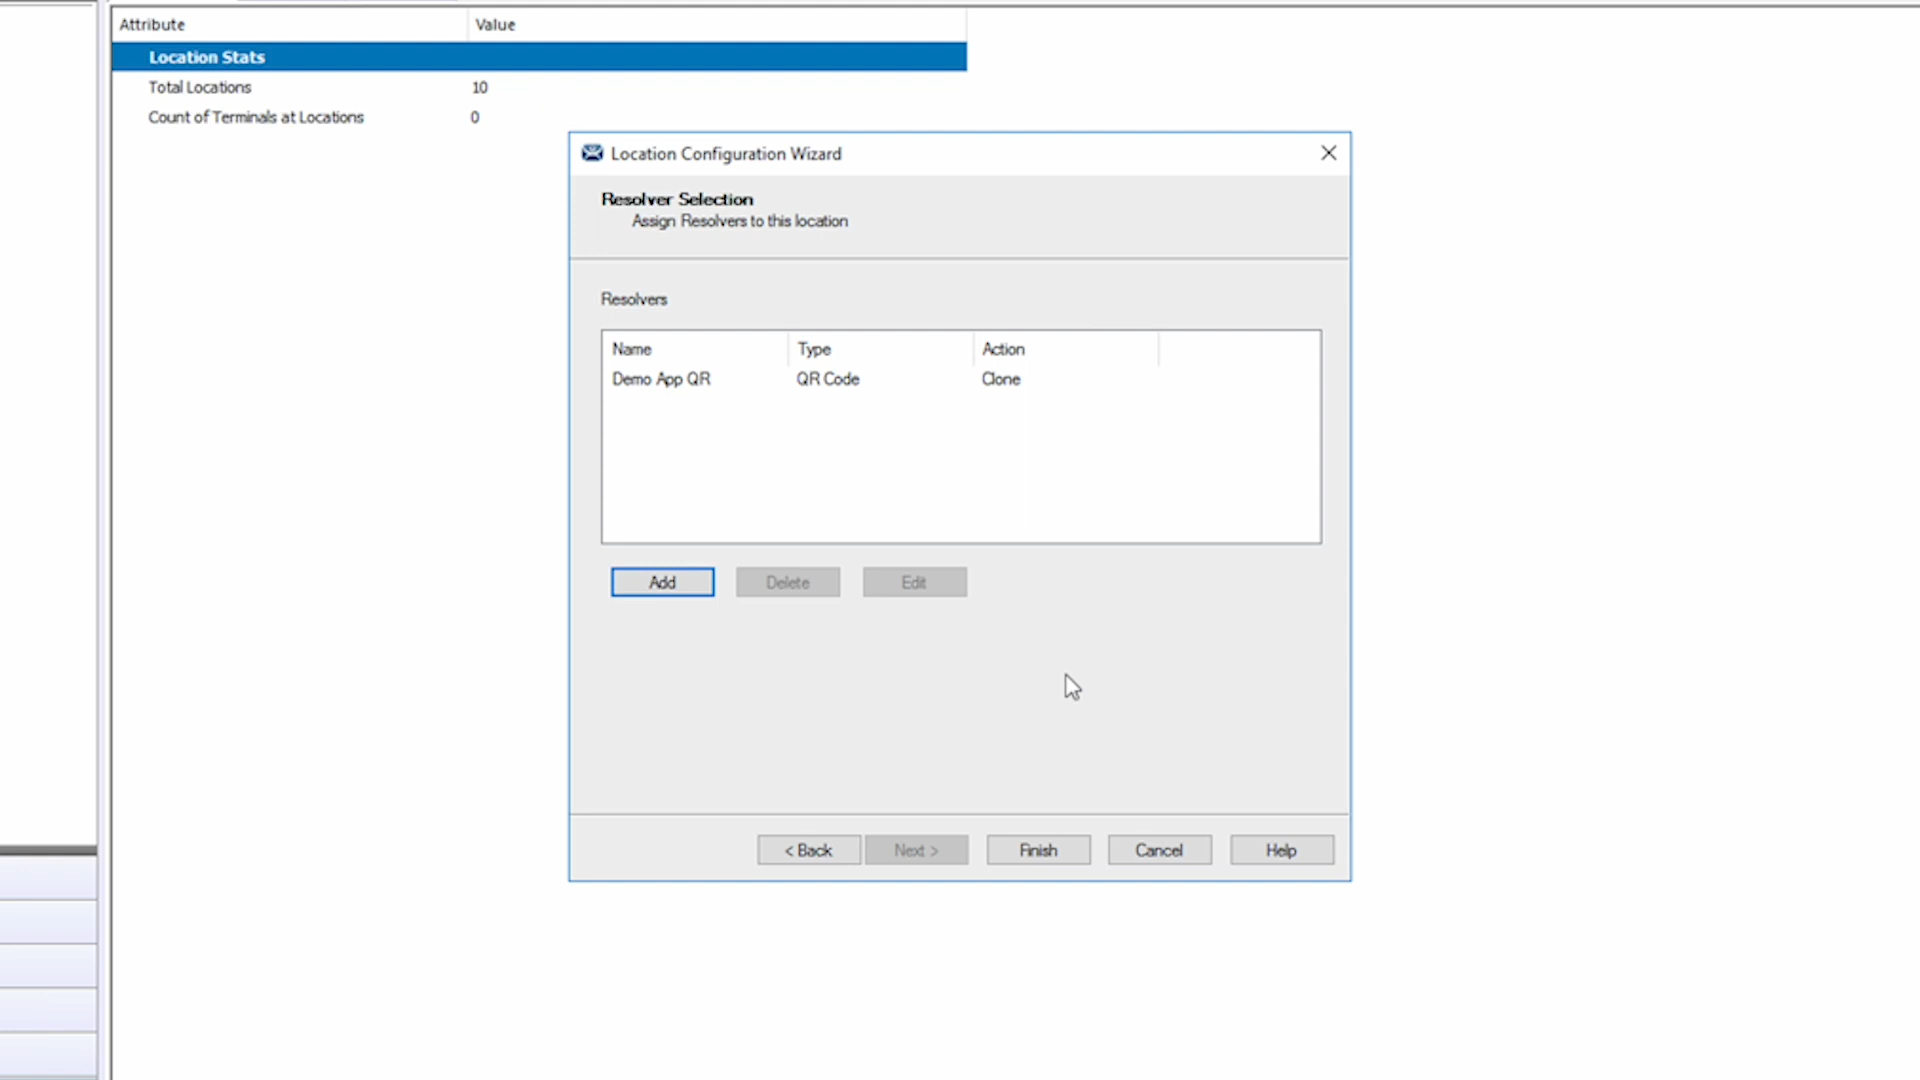 Attribute Value
Location Stats
Total Locations 10
Count of Terminals at Locations 0
Location Configuration Wizard
Resolver Selection
Assign Resolvers to this location
Resolvers
Name Type Action
Demo App QR QR Code Clone
Add Delete Edit
< Back Next > Finish Cancel Help